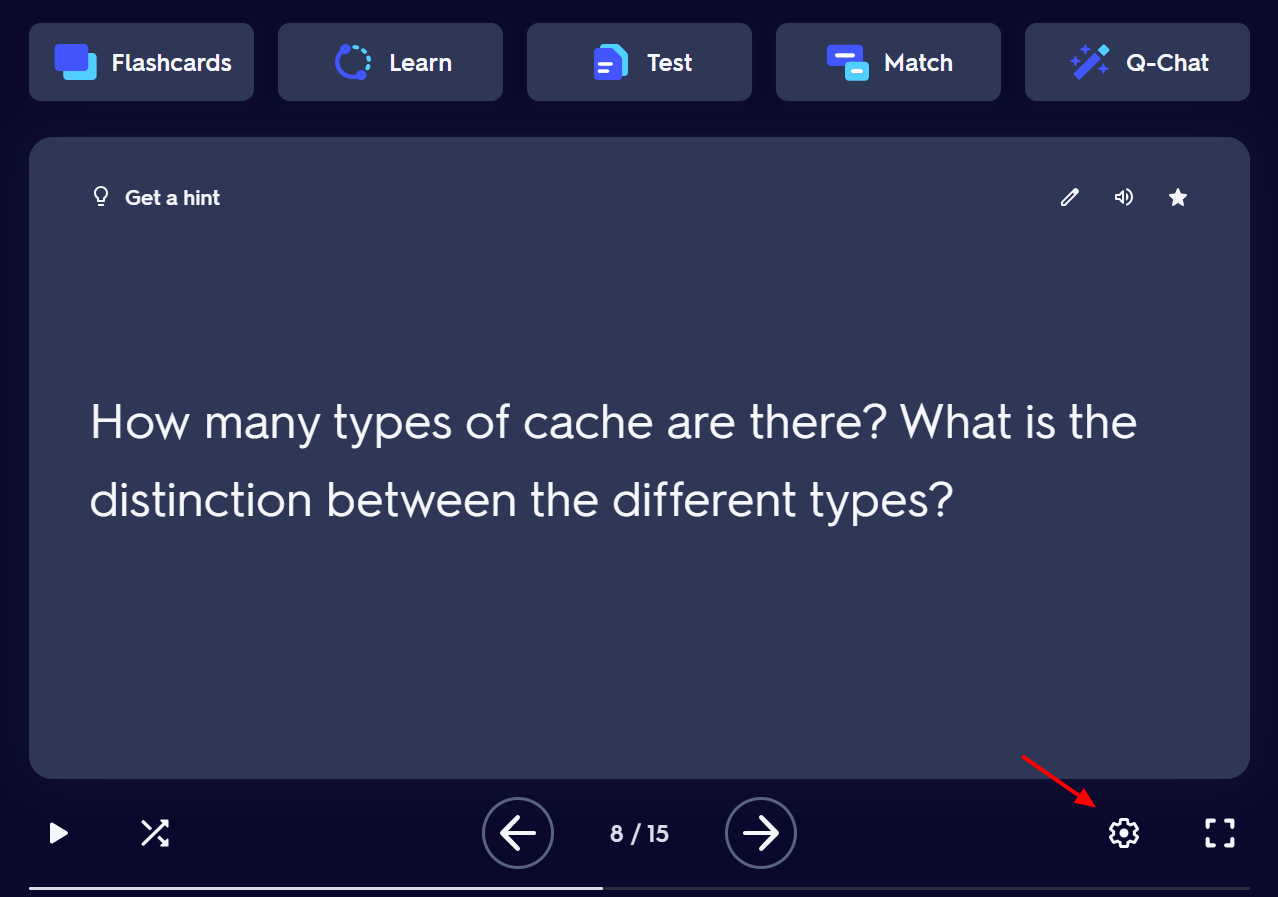 Flashcards
Learn
Test
Match
Q-Chat
Get a hint
How many types of cache are there? What is the
distinction between the different types?
8 / 15